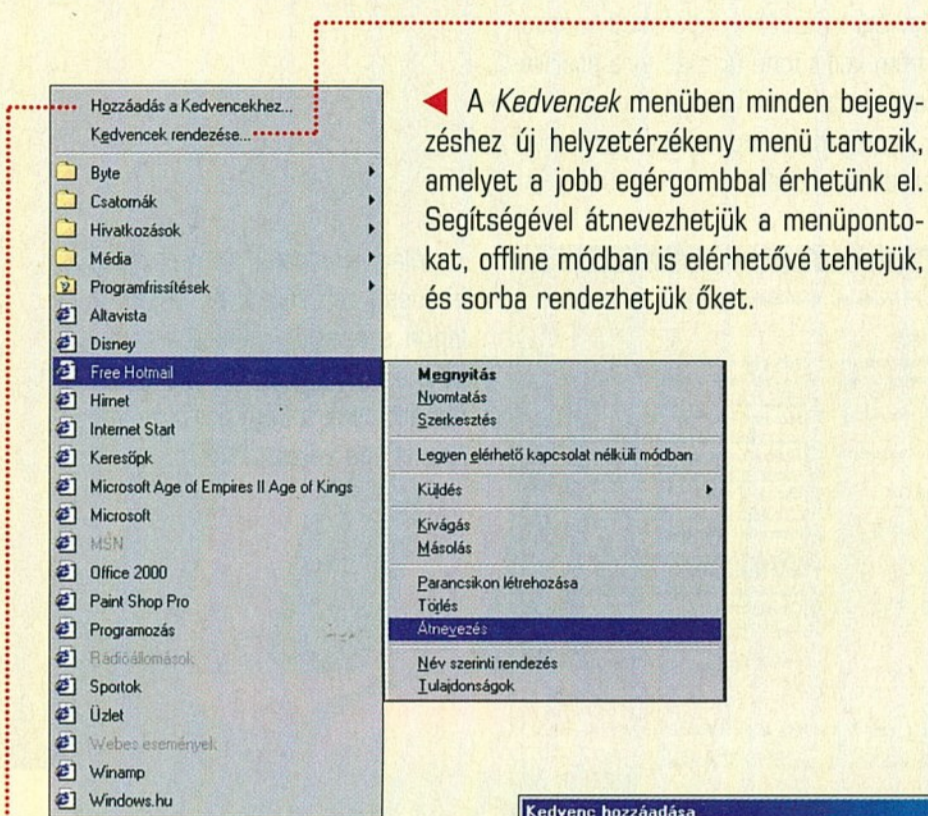 Hozzáadás a Kedvencekhez...
Kedvencek rendezése...
Byte
Csatornák
Hivatkozások
Média
Programfrissítések
Altavista
Disney
Free Hotmail
Hírnet
Internet Start
Keresőpk
Microsoft Age of Empires II Age of Kings
Microsoft
MSN
Office 2000
Paint Shop Pro
Programozás
Rádióállomások
Sportok
Üzlet
Webes események
Winamp
Windows.hu
A Kedvencek menüben minden bejegy-
zéshez új helyzetérzékeny menü tartozik,
amelyet a jobb egérgombbal érhetünk el.
Segítségével átnevezhetjük a menüponto-
kat, offline módban is elérhetővé tehetjük,
és sorba rendezhetjük őket.
Megnyitás
Nyomtatás
Szerkesztés
Legyen elérhető kapcsolat nélküli módban
Küldés
Kivágás
Másolás
Parancsikon létrehozása
Törlés
Átnevezés
Név szerinti rendezés
Tulajdonságok
Kedvenc hozzáadása